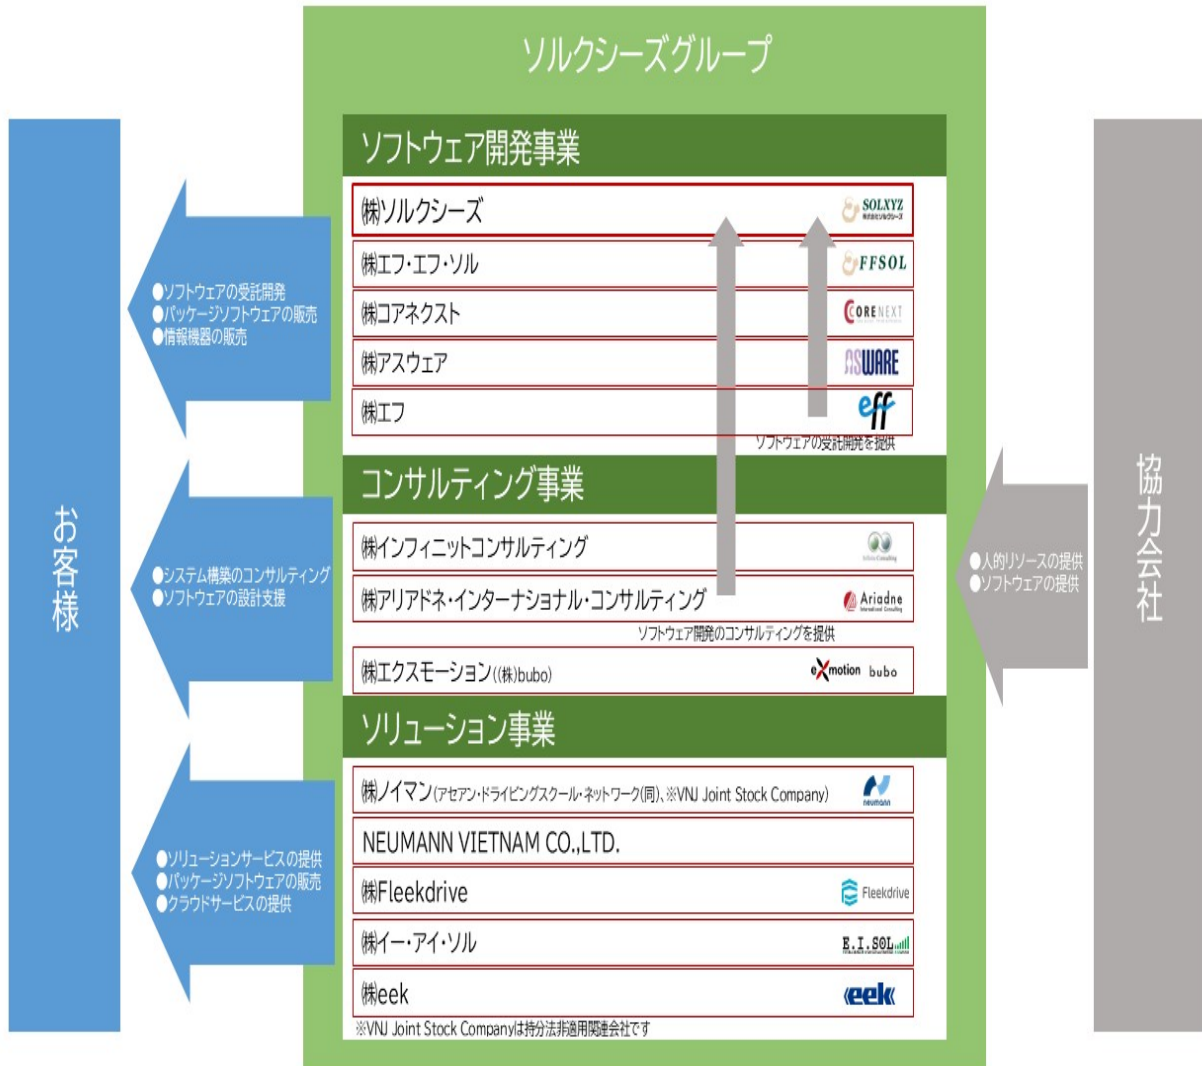 ソルクシーズグループ
ソフトウェア開発事業
㈱ソルクシーズ
SOLXYZ
株式会社ソルクシーズ
㈱エフ・エフ・ソル
FFSOL
㈱コアネクスト
CORENEXT
㈱アスウェア
ASWARE
㈱エフ
eff
ソフトウェアの受託開発を提供
コンサルティング事業
㈱インフィニットコンサルティング
Infinite Consulting
㈱アリアドネ・インターナショナル・コンサルティング
Ariadne
International Consulting
ソフトウェア開発のコンサルティングを提供
㈱エクスモーション((株)bubo)
eXmotion bubo
ソリューション事業
㈱ノイマン(アセアン・ドライビングスクール・ネットワーク(同)、※VNJ Joint Stock Company)
neumann
NEUMANN VIETNAM CO.,LTD.
㈱Fleekdrive
Fleekdrive
㈱イー・アイ・ソル
E.I.SOL
㈱eek
eek
※VNJ Joint Stock Companyは持分法非適用関連会社です
お客様
●ソフトウェアの受託開発
●パッケージソフトウェアの販売
●情報機器の販売
●システム構築のコンサルティング
●ソフトウェアの設計支援
●ソリューションサービスの提供
●パッケージソフトウェアの販売
●クラウドサービスの提供
●人的リソースの提供
●ソフトウェアの提供
協力会社